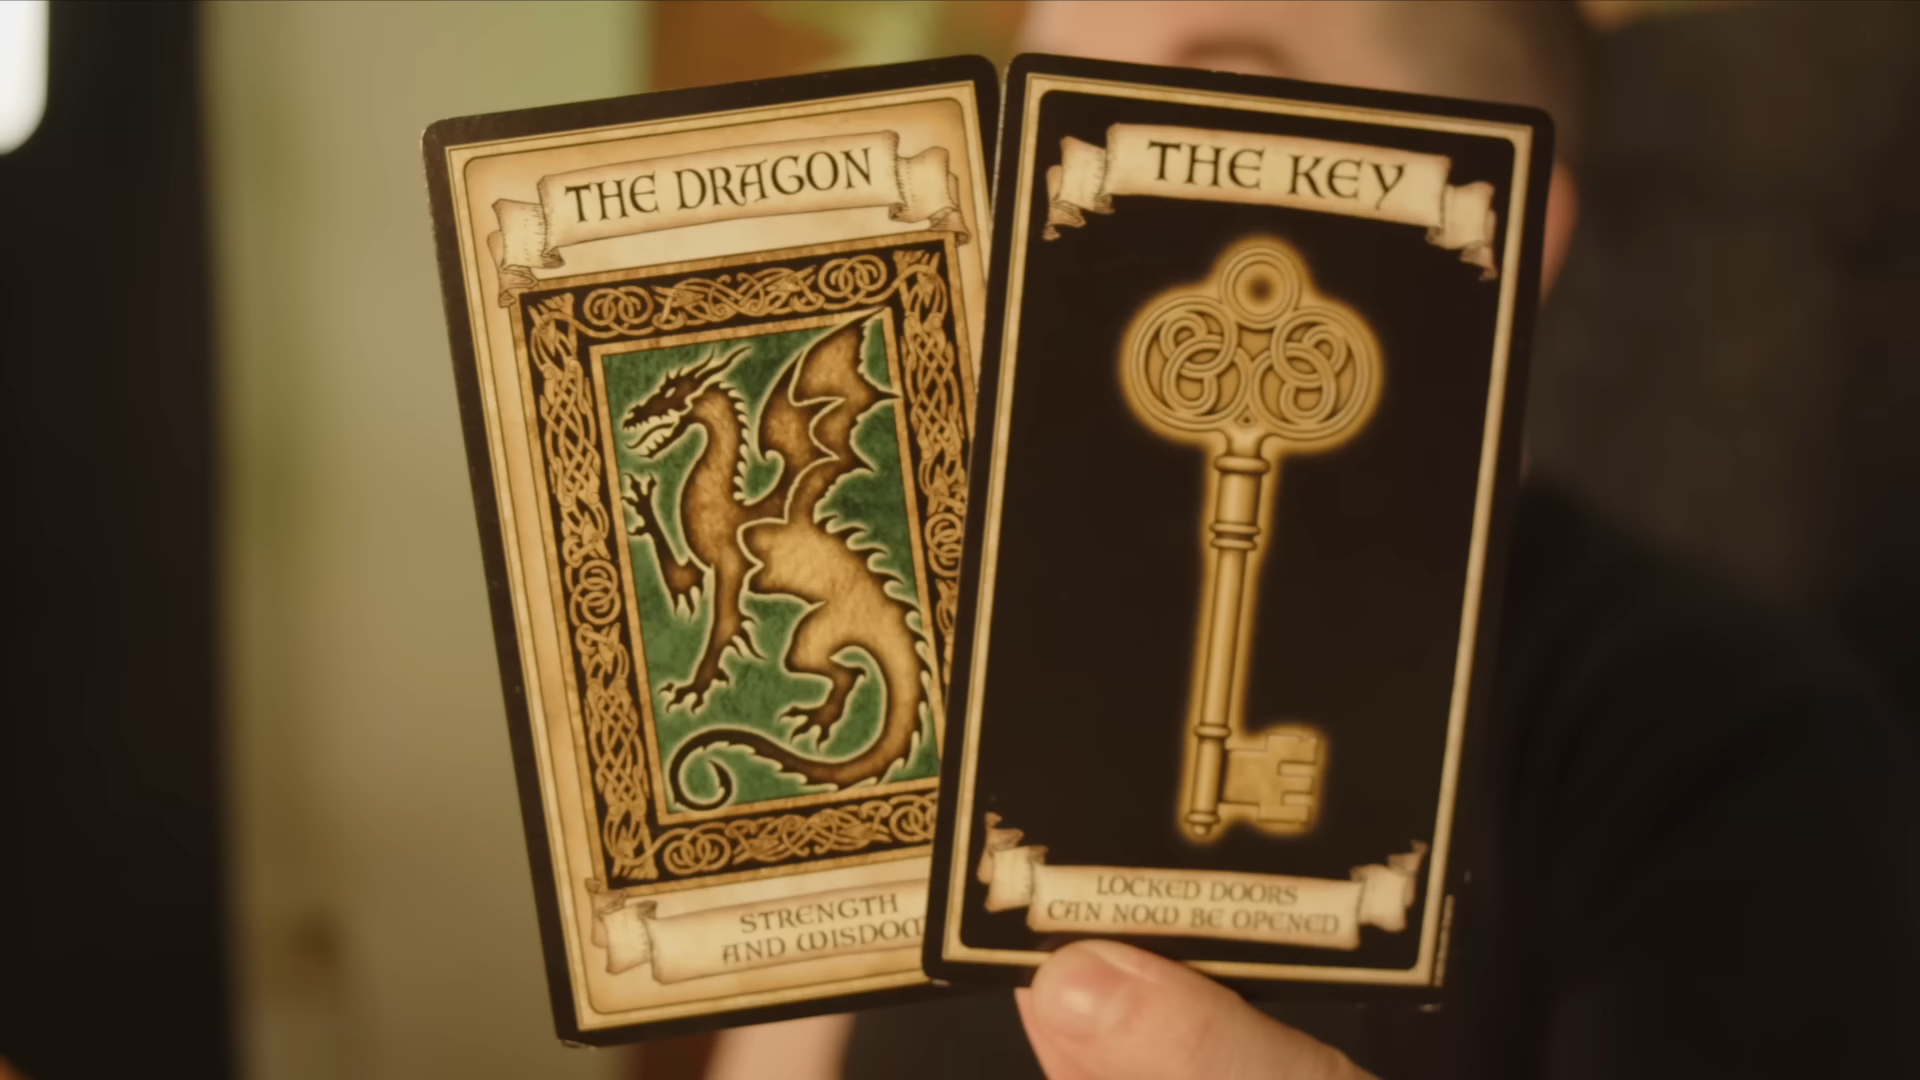 THE DRAGON
STRENGTH
AND WISDOM
THE KEY
LOCKED DOORS
CAN NOW BE OPENED